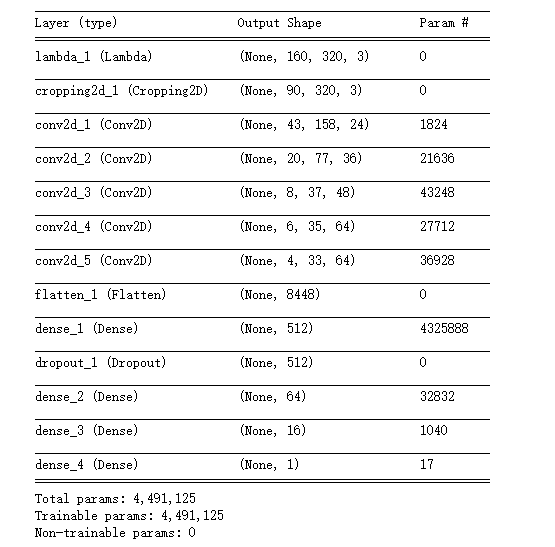 Layer (type) Output Shape Param #
lambda_1 (Lambda) (None, 160, 320, 3) 0
cropping2d_1 (Cropping2D) (None, 90, 320, 3) 0
conv2d_1 (Conv2D) (None, 43, 158, 24) 1824
conv2d_2 (Conv2D) (None, 20, 77, 36) 21636
conv2d_3 (Conv2D) (None, 8, 37, 48) 43248
conv2d_4 (Conv2D) (None, 6, 35, 64) 27712
conv2d_5 (Conv2D) (None, 4, 33, 64) 36928
flatten_1 (Flatten) (None, 8448) 0
dense_1 (Dense) (None, 512) 4325888
dropout_1 (Dropout) (None, 512) 0
dense_2 (Dense) (None, 64) 32832
dense_3 (Dense) (None, 16) 1040
dense_4 (Dense) (None, 1) 17
Total params: 4,491,125
Trainable params: 4,491,125
Non-trainable params: 0